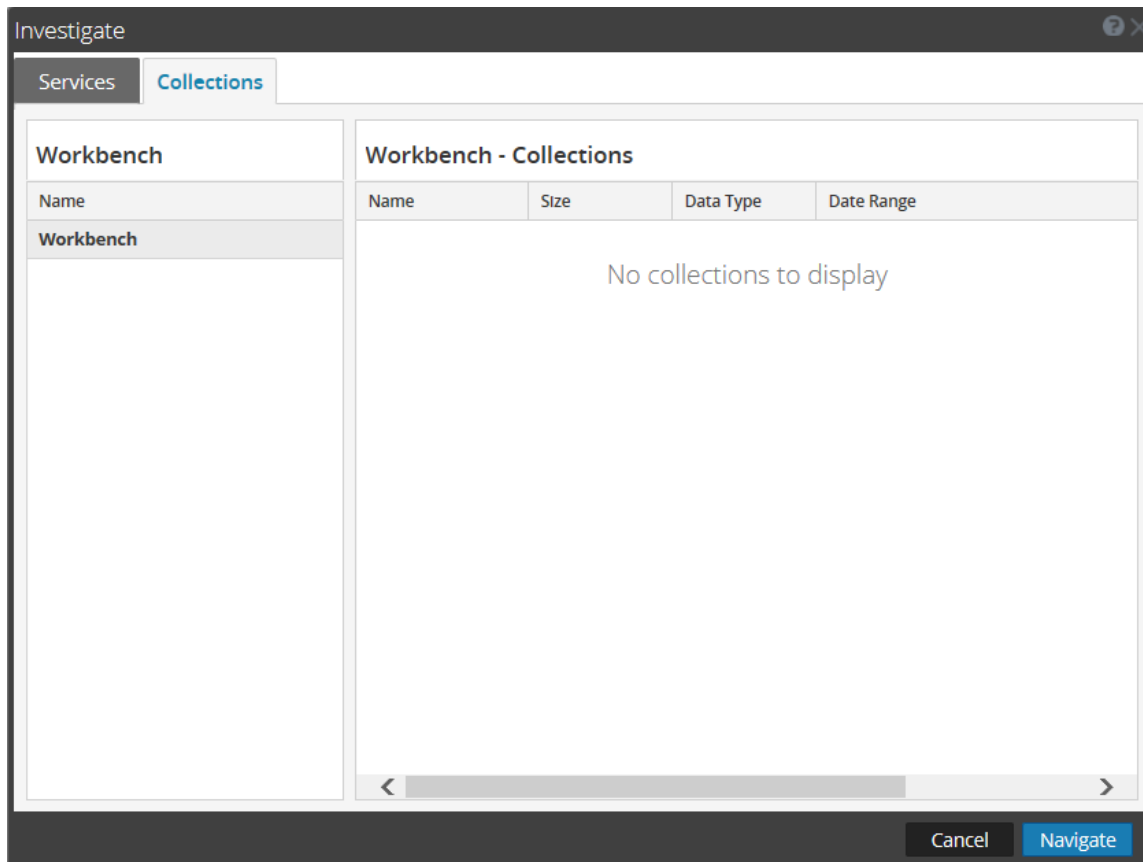 Investigate
Services Collections
Workbench
Name
Workbench
Workbench - Collections
Name Size Data Type Date Range
No collections to display
Cancel Navigate